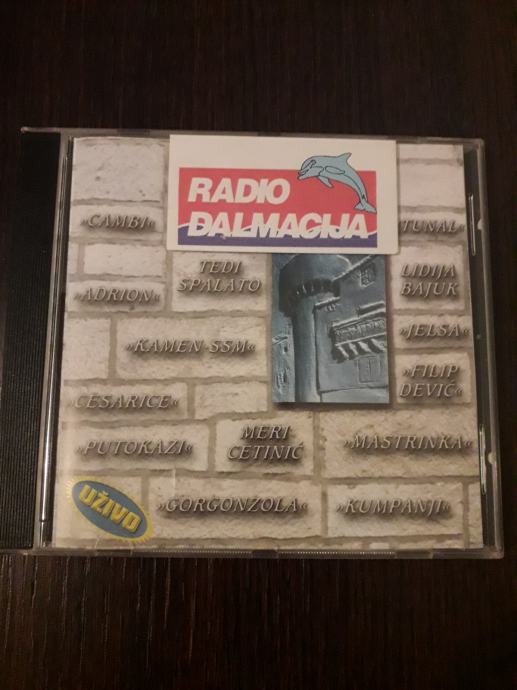 RADIO
DALMACIJA
»CAMBI«
TUNAL«
TEDI
SPALATO
LIDIJA
BAJUK
»ADRION«
»JELSA«
»KAMEN-SSM«
»FILIP
DEVIĆ«
»CESARICE«
MERI
CETINIĆ
»PUTOKAZI«
»MASTRINKA«
UŽIVO
»GORGONZOLA«
»KUMPANJI«